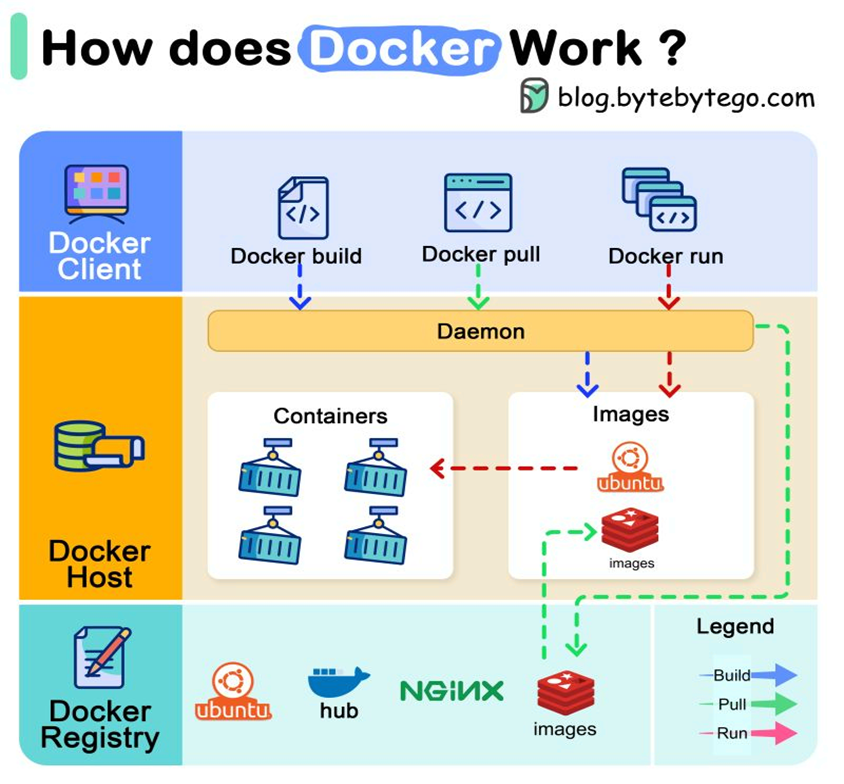 How does Docker Work ?
blog.bytebytego.com
Docker
Client
Docker build
Docker pull
Docker run
Daemon
Docker
Host
Containers
Images
ubuntu
images
Docker
Registry
ubuntu
hub
NGINX
images
Legend
Build
Pull
Run